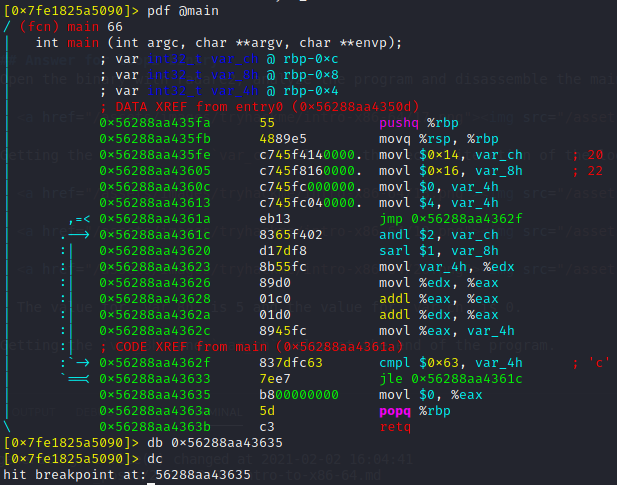 [0×7fe1825a5090]> pdf @main
/ (fcn) main 66
| int main (int argc, char **argv, char **envp);
| ; var int32_t var_ch @ rbp-0×c
| ; var int32_t var_8h @ rbp-0×8
| ; var int32_t var_4h @ rbp-0×4
| ; DATA XREF from entry0 (0×56288aa4350d)
| 0×56288aa435fa 55 pushq %rbp
| 0×56288aa435fb 4889e5 movq %rsp, %rbp
| 0×56288aa435fe c745f4140000. movl $0×14, var_ch ; 20
| 0×56288aa43605 c745f8160000. movl $0×16, var_8h ; 22
| 0×56288aa4360c c745fc000000. movl $0, var_4h
| 0×56288aa43613 c745fc040000. movl $4, var_4h
| ,=< 0×56288aa4361a eb13 jmp 0×56288aa4362f
| .--> 0×56288aa4361c 8365f402 andl $2, var_ch
| :| 0×56288aa43620 d17df8 sarl $1, var_8h
| :| 0×56288aa43623 8b55fc movl var_4h, %edx
| :| 0×56288aa43626 89d0 movl %edx, %eax
| :| 0×56288aa43628 01c0 addl %eax, %eax
| :| 0×56288aa4362a 01d0 addl %edx, %eax
| :| 0×56288aa4362c 8945fc movl %eax, var_4h
| :| ; CODE XREF from main (0×56288aa4361a)
| :`-> 0×56288aa4362f 837dfc63 cmpl $0×63, var_4h ; 'c'
| `==< 0×56288aa43633 7ee7 jle 0×56288aa4361c
| 0×56288aa43635 b800000000 movl $0, %eax
| 0×56288aa4363a 5d popq %rbp
\ 0×56288aa4363b c3 retq
[0×7fe1825a5090]> db 0×56288aa43635
[0×7fe1825a5090]> dc
hit breakpoint at: 56288aa43635